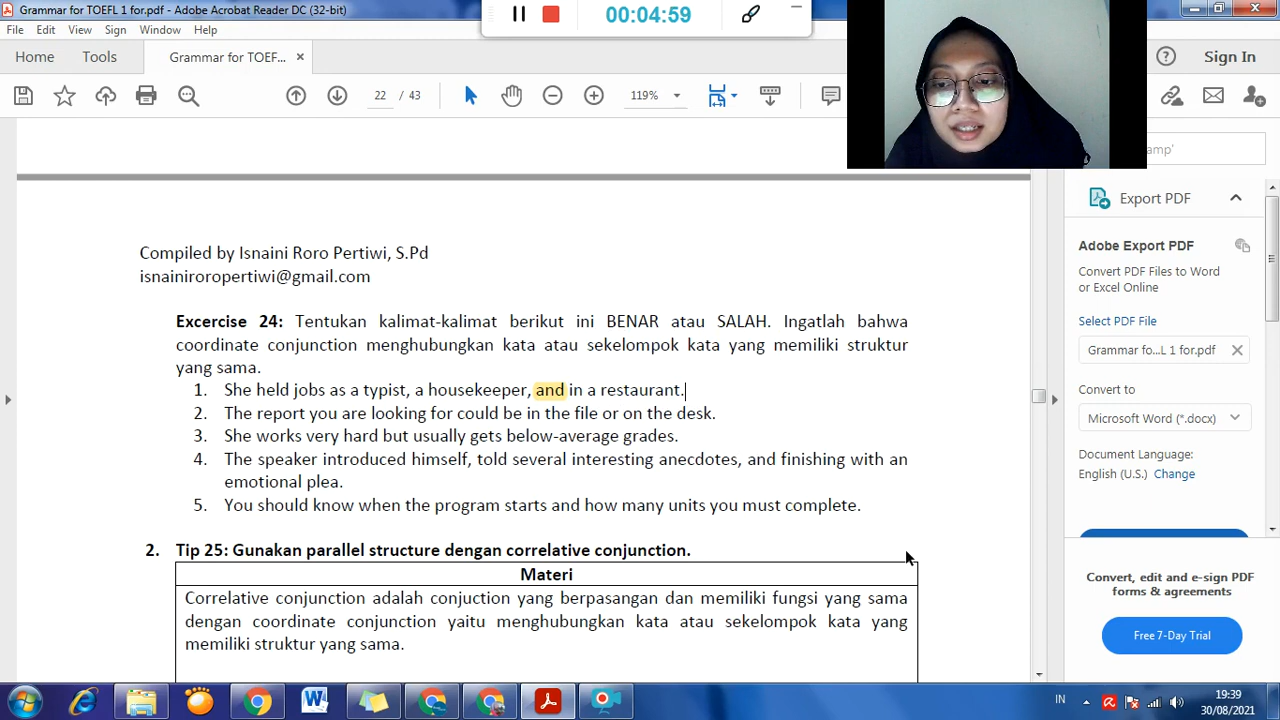 Grammar for TOEFL 1 for.pdf - Adobe Acrobat Reader DC (32-bit)
00:04:59
File Edit View Sign Window Help
Home Tools Grammar for TOEF... × Sign In
22 / 43 119%
amp'
Export PDF
Adobe Export PDF
Convert PDF Files to Word
or Excel Online
Select PDF File
Grammar fo...L 1 for.pdf
Convert to
Microsoft Word (*.docx)
Document Language:
English (U.S.) Change
Convert, edit and e-sign PDF
forms & agreements
Free 7-Day Trial
Compiled by Isnaini Roro Pertiwi, S.Pd
isnainiroropertiwi@gmail.com
Excercise 24: Tentukan kalimat-kalimat berikut ini BENAR atau SALAH. Ingatlah bahwa
coordinate conjunction menghubungkan kata atau sekelompok kata yang memiliki struktur
yang sama.
1. She held jobs as a typist, a housekeeper, and in a restaurant.
2. The report you are looking for could be in the file or on the desk.
3. She works very hard but usually gets below-average grades.
4. The speaker introduced himself, told several interesting anecdotes, and finishing with an
emotional plea.
5. You should know when the program starts and how many units you must complete.
2. Tip 25: Gunakan parallel structure dengan correlative conjunction.
Materi
Correlative conjunction adalah conjuction yang berpasangan dan memiliki fungsi yang sama
dengan coordinate conjunction yaitu menghubungkan kata atau sekelompok kata yang
memiliki struktur yang sama.
IN
19:39
30/08/2021